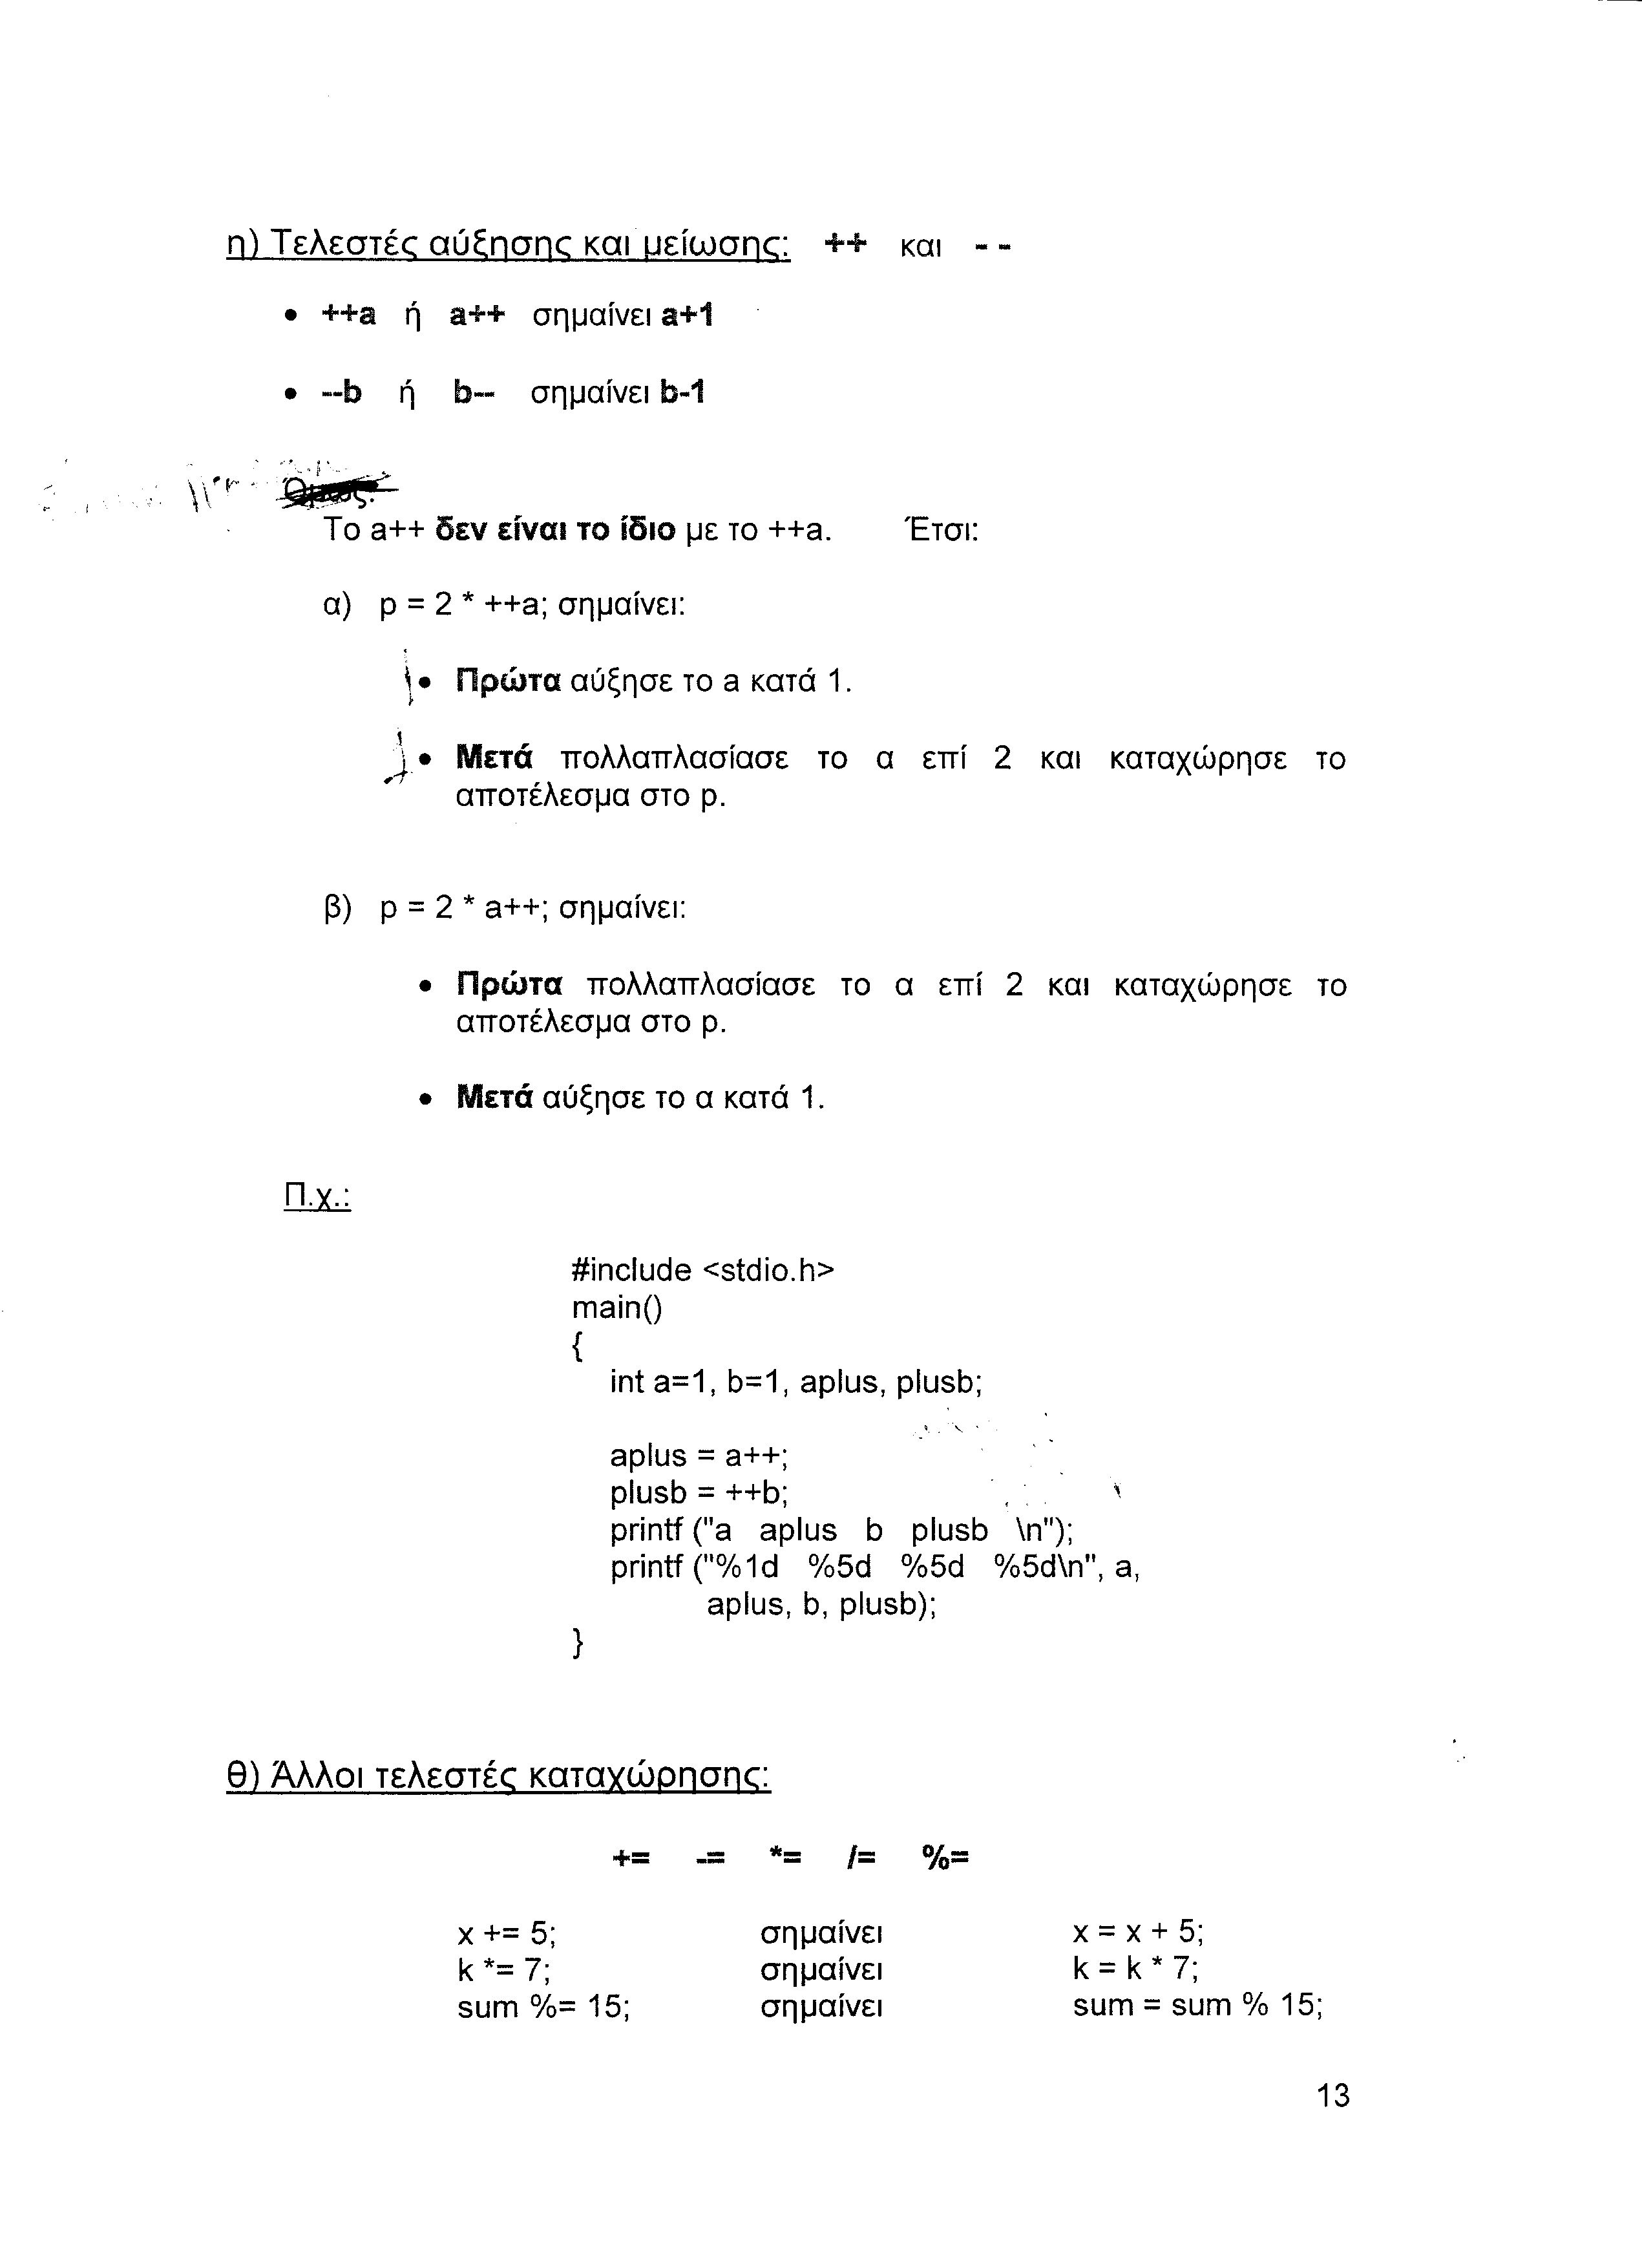 η) Τελεστές αύξησης και μείωσης: ++ και - -
• ++a ή a++ σημαίνει a+1
• --b ή b-- σημαίνει b-1
Όμως:
Το a++ δεν είναι το ίδιο με το ++a. Έτσι:
α) p = 2 * ++a; σημαίνει:
• Πρώτα αύξησε το a κατά 1.
• Μετά πολλαπλασίασε το α επί 2 και καταχώρησε το
αποτέλεσμα στο p.
β) p = 2 * a++; σημαίνει:
• Πρώτα πολλαπλασίασε το α επί 2 και καταχώρησε το
αποτέλεσμα στο p.
• Μετά αύξησε το α κατά 1.
Π.χ.:
#include <stdio.h>
main()
{
int a=1, b=1, aplus, plusb;
aplus = a++;
plusb = ++b;
printf ("a aplus b plusb \n");
printf ("%1d %5d %5d %5d\n", a,
aplus, b, plusb);
}
θ) Άλλοι τελεστές καταχώρησης:
+= -= *= /= %=
x += 5; σημαίνει x = x + 5;
k *= 7; σημαίνει k = k * 7;
sum %= 15; σημαίνει sum = sum % 15;
13